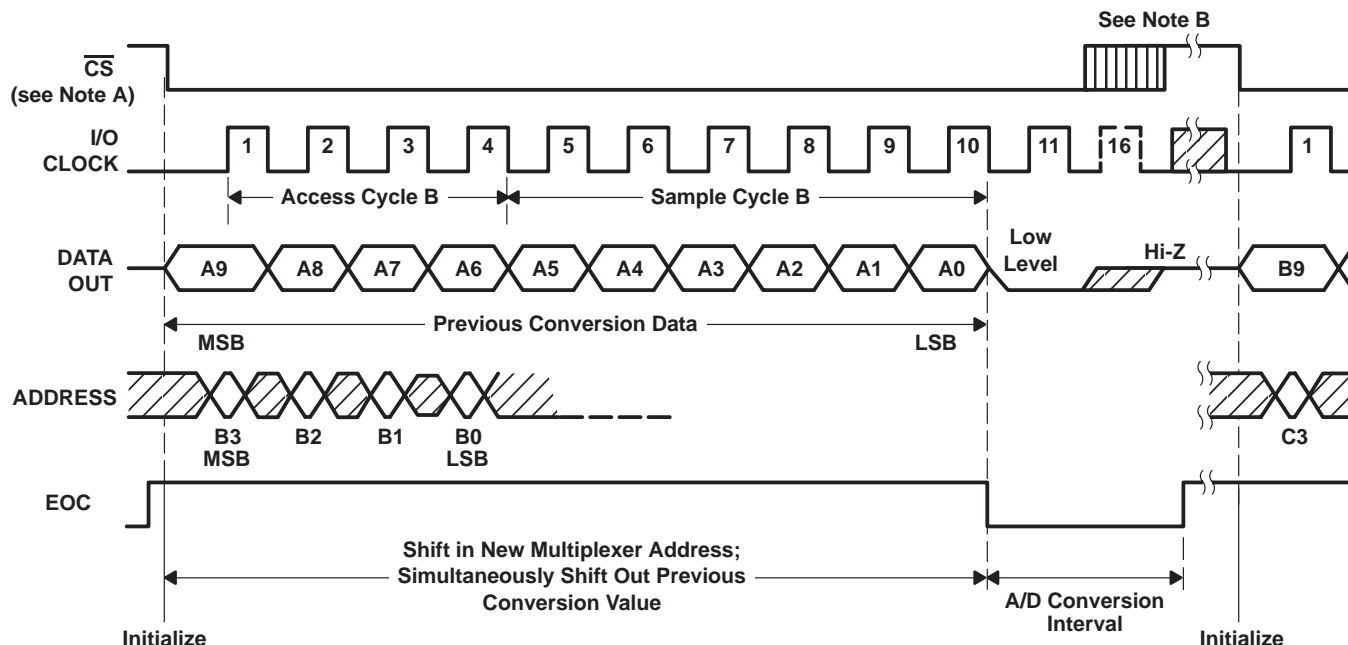 See Note B
CS
(see Note A)
I/O
CLOCK
1 2 3 4 5 6 7 8 9 10 11 16 1
Access Cycle B
Sample Cycle B
DATA
OUT
A9 A8 A7 A6 A5 A4 A3 A2 A1 A0
Low
Level
Hi-Z
B9
Previous Conversion Data
MSB
LSB
ADDRESS
B3 B2 B1 B0
MSB LSB
C3
EOC
Shift in New Multiplexer Address;
Simultaneously Shift Out Previous
Conversion Value
A/D Conversion
Interval
Initialize
Initialize